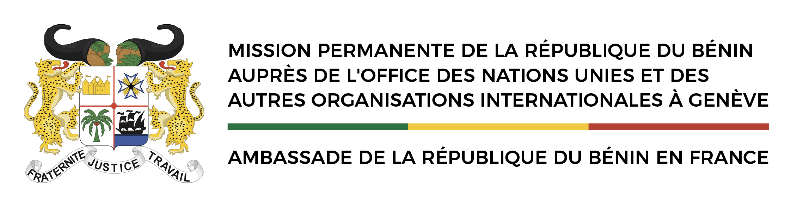 MISSION PERMANENTE DE LA RÉPUBLIQUE DU BÉNIN
AUPRÈS DE L'OFFICE DES NATIONS UNIES ET DES
AUTRES ORGANISATIONS INTERNATIONALES À GENÈVE
AMBASSADE DE LA RÉPUBLIQUE DU BÉNIN EN FRANCE
FRATERNITE JUSTICE TRAVAIL